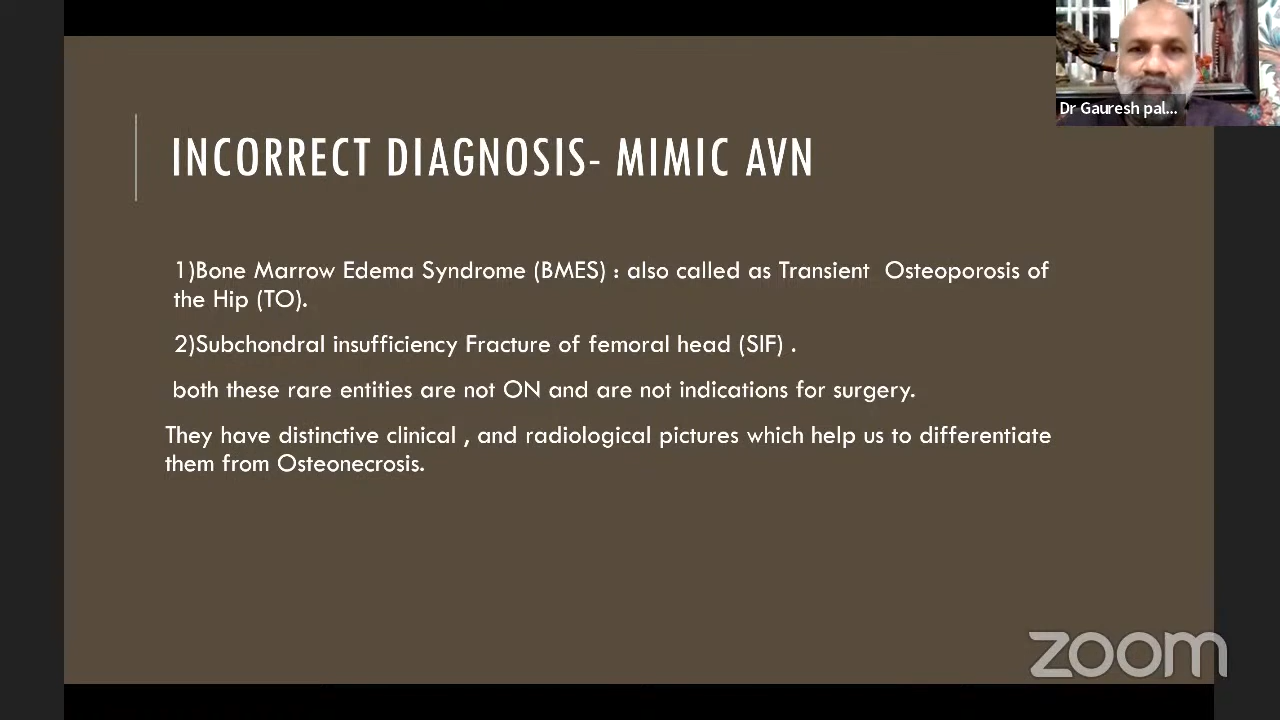 Dr Gauresh pal...
INCORRECT DIAGNOSIS- MIMIC AVN
1)Bone Marrow Edema Syndrome (BMES) : also called as Transient Osteoporosis of
the Hip (TO).
2)Subchondral insufficiency Fracture of femoral head (SIF) .
both these rare entities are not ON and are not indications for surgery.
They have distinctive clinical , and radiological pictures which help us to differentiate
them from Osteonecrosis.
zoom